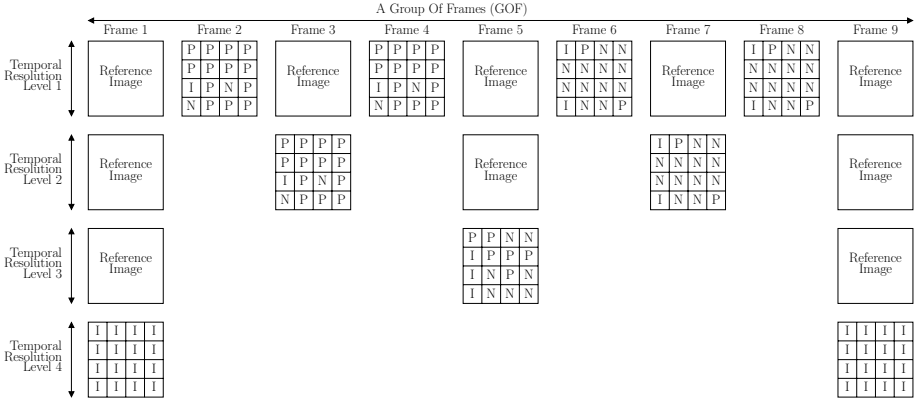 A Group Of Frames (GOF)
Frame 1 Frame 2 Frame 3 Frame 4 Frame 5 Frame 6 Frame 7 Frame 8 Frame 9
Temporal
Resolution
Level 1
Reference
Image
P P P P
P P P P
I P N P
N P P P
Reference
Image
P P P P
P P P P
I P N P
N P P P
Reference
Image
I P N N
N N N N
N N N N
I N N P
Reference
Image
I P N N
N N N N
N N N N
I N N P
Reference
Image
Temporal
Resolution
Level 2
Reference
Image
P P P P
P P P P
I P N P
N P P P
Reference
Image
I P N N
N N N N
N N N N
I N N P
Reference
Image
Temporal
Resolution
Level 3
Reference
Image
P P N N
I P P P
I N P N
I N N N
Reference
Image
Temporal
Resolution
Level 4
I I I I
I I I I
I I I I
I I I I
I I I I
I I I I
I I I I
I I I I